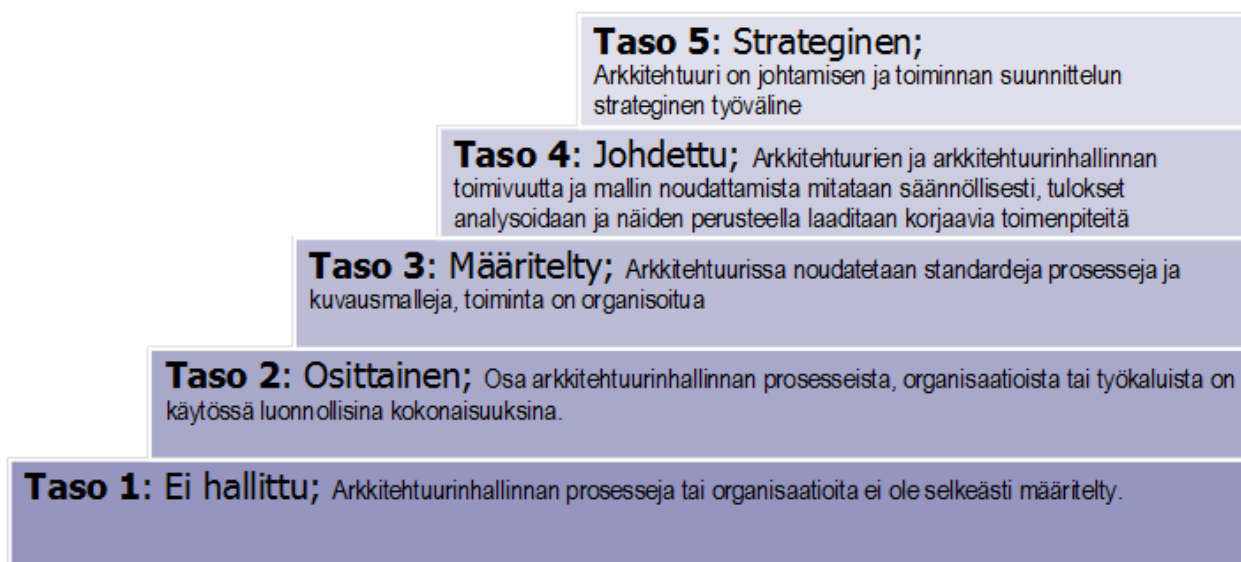 Taso 5: Strateginen;
Arkkitehtuuri on johtamisen ja toiminnan suunnittelun
strateginen työväline
Taso 4: Johdettu; Arkkitehtuurien ja arkkitehtuurinhallinnan
toimivuutta ja mallin noudattamista mitataan säännöllisesti, tulokset
analysoidaan ja näiden perusteella laaditaan korjaavia toimenpiteitä
Taso 3: Määritelty; Arkkitehtuurissa noudatetaan standardeja prosesseja ja
kuvausmalleja, toiminta on organisoitua
Taso 2: Osittainen; Osa arkkitehtuurinhallinnan prosesseista, organisaatioista tai työkaluista on
käytössä luonnollisina kokonaisuuksina.
Taso 1: Ei hallittu; Arkkitehtuurinhallinnan prosesseja tai organisaatioita ei ole selkeästi määritelty.